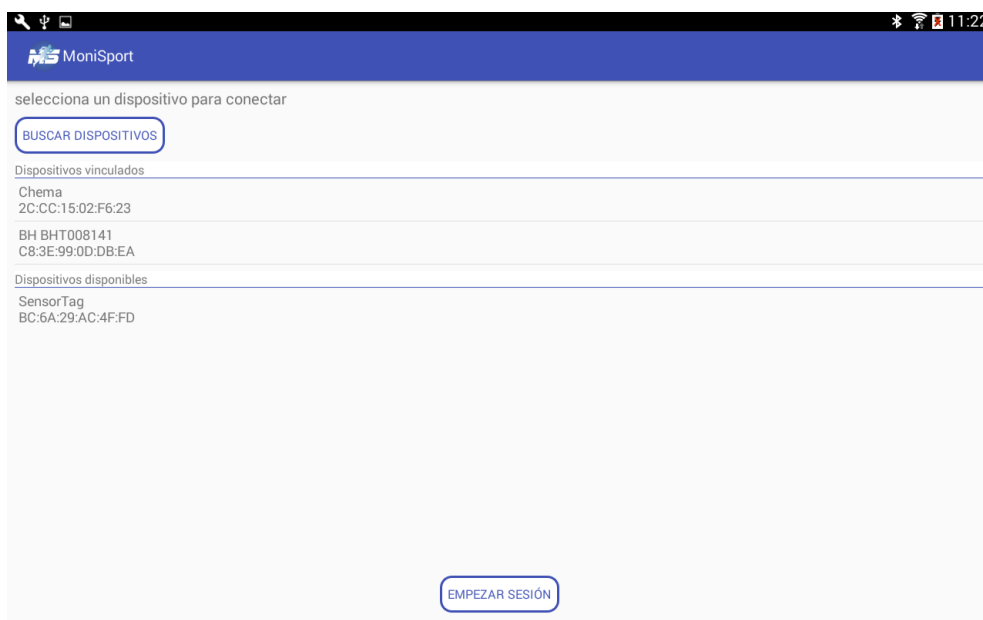 11:22
MS MoniSport
selecciona un dispositivo para conectar
BUSCAR DISPOSITIVOS
Dispositivos vinculados
Chema
2C:CC:15:02:F6:23
BH BHT008141
C8:3E:99:0D:DB:EA
Dispositivos disponibles
SensorTag
BC:6A:29:AC:4F:FD
EMPEZAR SESIÓN